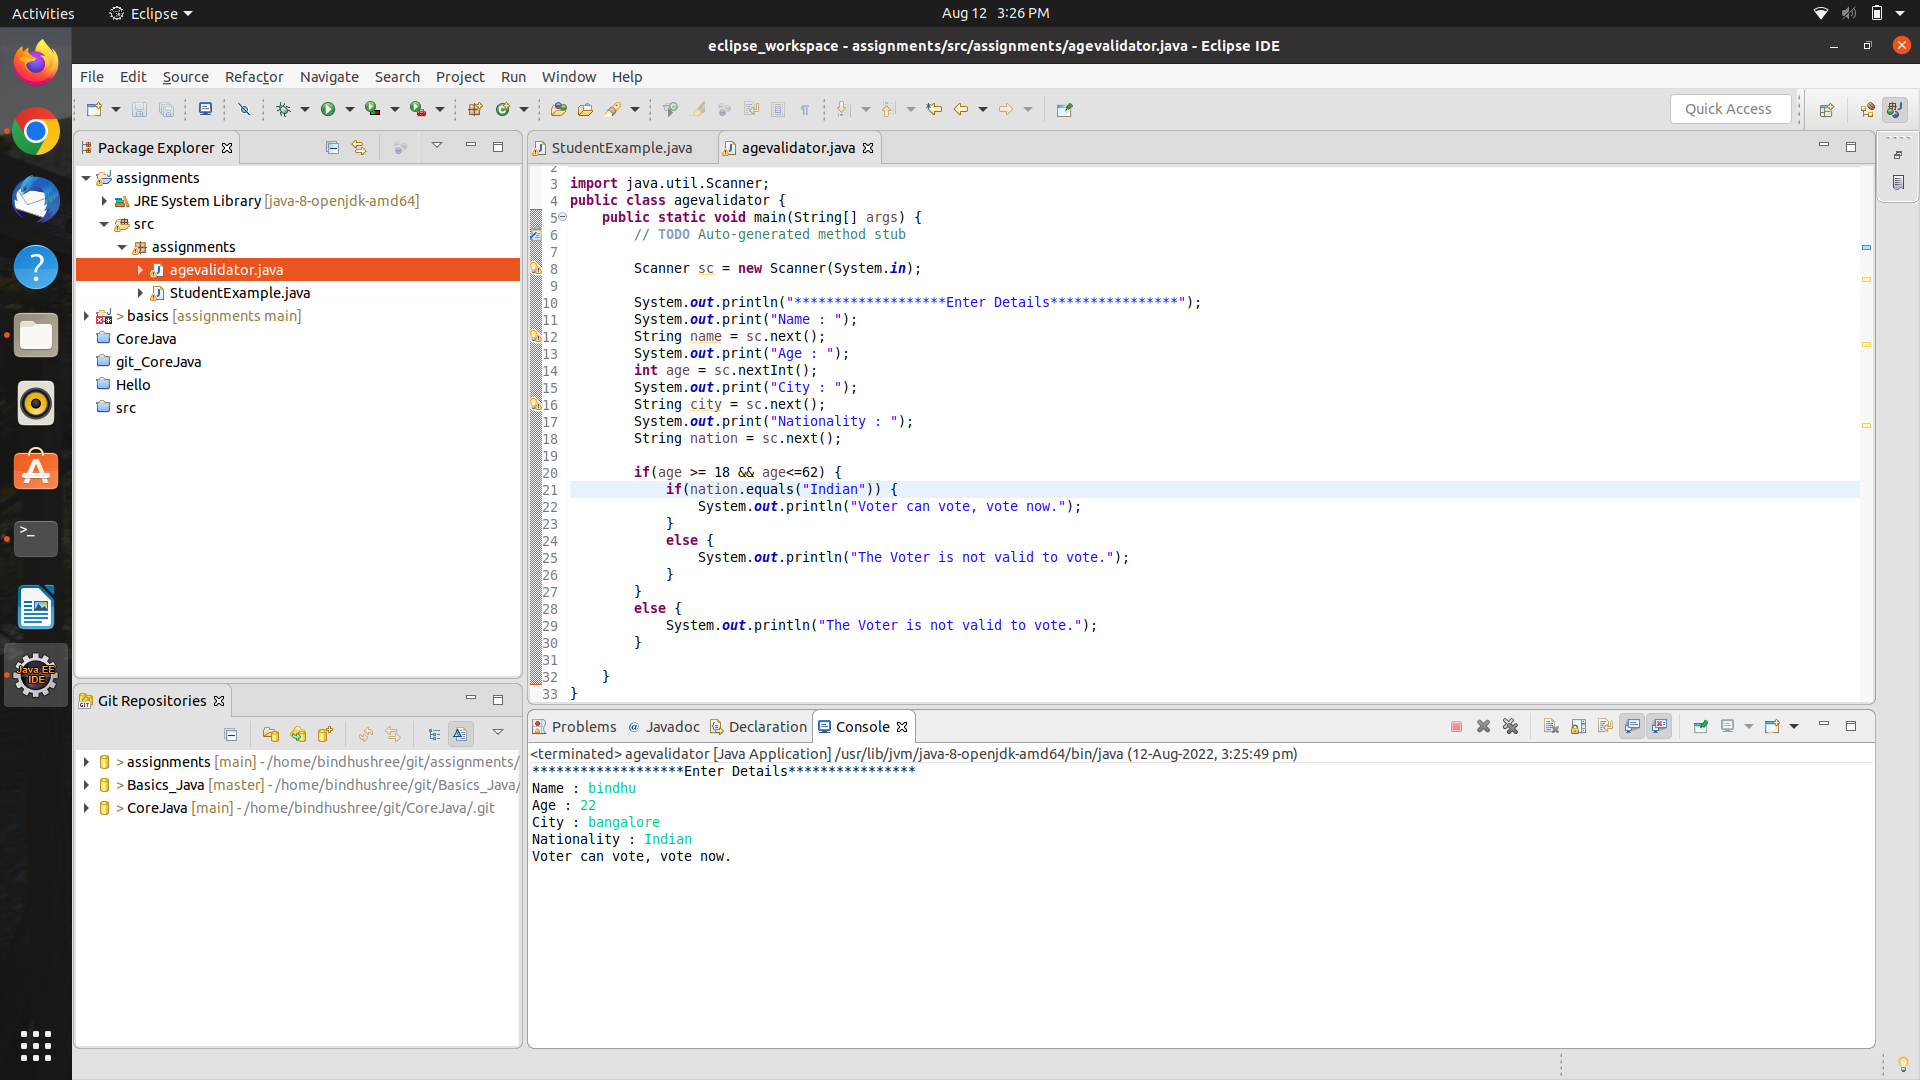 Activities Eclipse Aug 12 3:26 PM
eclipse_workspace - assignments/src/assignments/agevalidator.java - Eclipse IDE
File Edit Source Refactor Navigate Search Project Run Window Help
Quick Access
Package Explorer
assignments
JRE System Library [java-8-openjdk-amd64]
src
assignments
agevalidator.java
StudentExample.java
> basics [assignments main]
CoreJava
git_CoreJava
Hello
src
Git Repositories
> assignments [main] - /home/bindhushree/git/assignments/
> Basics_Java [master] - /home/bindhushree/git/Basics_Java/
> CoreJava [main] - /home/bindhushree/git/CoreJava/.git
Java EE
IDE
StudentExample.java agevalidator.java
2
3 import java.util.Scanner;
4 public class agevalidator {
5 public static void main(String[] args) {
6 // TODO Auto-generated method stub
7
8 Scanner sc = new Scanner(System.in);
9
10 System.out.println("*******************Enter Details****************");
11 System.out.print("Name : ");
12 String name = sc.next();
13 System.out.print("Age : ");
14 int age = sc.nextInt();
15 System.out.print("City : ");
16 String city = sc.next();
17 System.out.print("Nationality : ");
18 String nation = sc.next();
19
20 if(age >= 18 && age<=62) {
21 if(nation.equals("Indian")) {
22 System.out.println("Voter can vote, vote now.");
23 }
24 else {
25 System.out.println("The Voter is not valid to vote.");
26 }
27 }
28 else {
29 System.out.println("The Voter is not valid to vote.");
30 }
31
32 }
33 }
Problems @ Javadoc Declaration Console
<terminated> agevalidator [Java Application] /usr/lib/jvm/java-8-openjdk-amd64/bin/java (12-Aug-2022, 3:25:49 pm)
*******************Enter Details****************
Name : bindhu
Age : 22
City : bangalore
Nationality : Indian
Voter can vote, vote now.